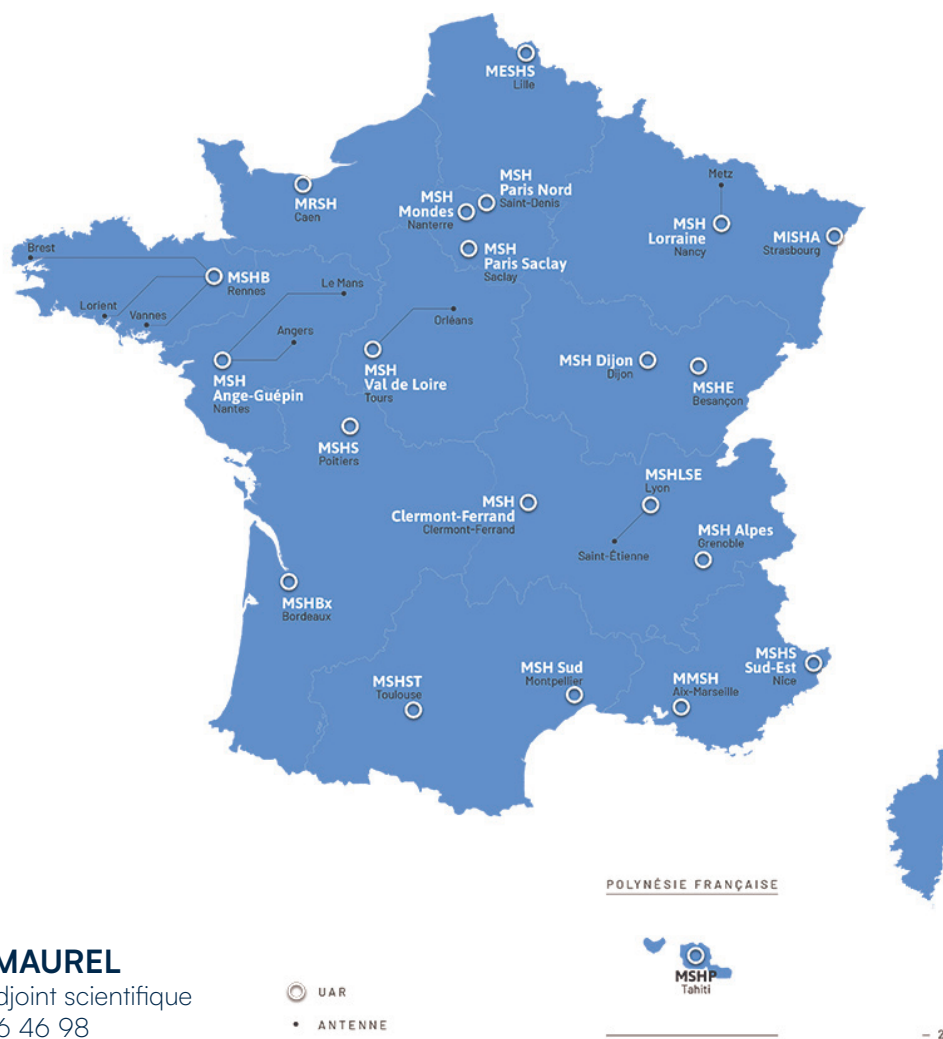 MESHS
Lille
MRSH
Caen
MSH
Mondes
Nanterre
MSH
Paris Nord
Saint-Denis
MSH
Paris Saclay
Saclay
Metz
MSH
Lorraine
Nancy
MISHA
Strasbourg
Brest
MSHB
Rennes
Lorient
Vannes
Le Mans
Angers
MSH
Ange-Guépin
Nantes
Orléans
MSH
Val de Loire
Tours
MSH Dijon
Dijon
MSHE
Besançon
MSHS
Poitiers
MSH
Clermont-Ferrand
Clermont-Ferrand
MSHLSE
Lyon
Saint-Étienne
MSH Alpes
Grenoble
MSHBx
Bordeaux
MSHST
Toulouse
MSH Sud
Montpellier
MMSH
Aix-Marseille
MSHS
Sud-Est
Nice
POLYNÉSIE FRANÇAISE
MSHP
Tahiti
MAUREL
djoint scientifique
6 46 98
UAR
ANTENNE
– 2